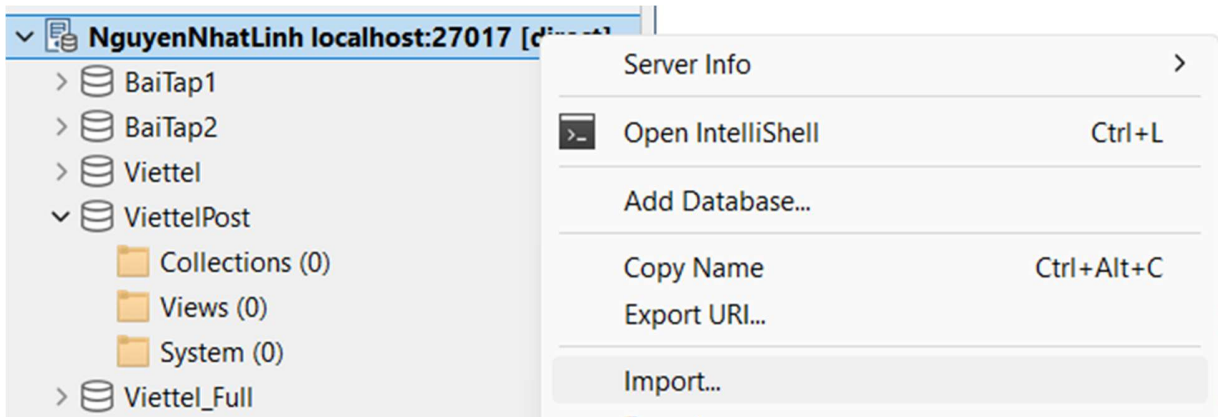 NguyenNhatLinh localhost:27017 [direct]
BaiTap1
BaiTap2
Viettel
ViettelPost
Collections (0)
Views (0)
System (0)
Viettel_Full
Server Info
Open IntelliShell Ctrl+L
Add Database...
Copy Name Ctrl+Alt+C
Export URI...
Import...